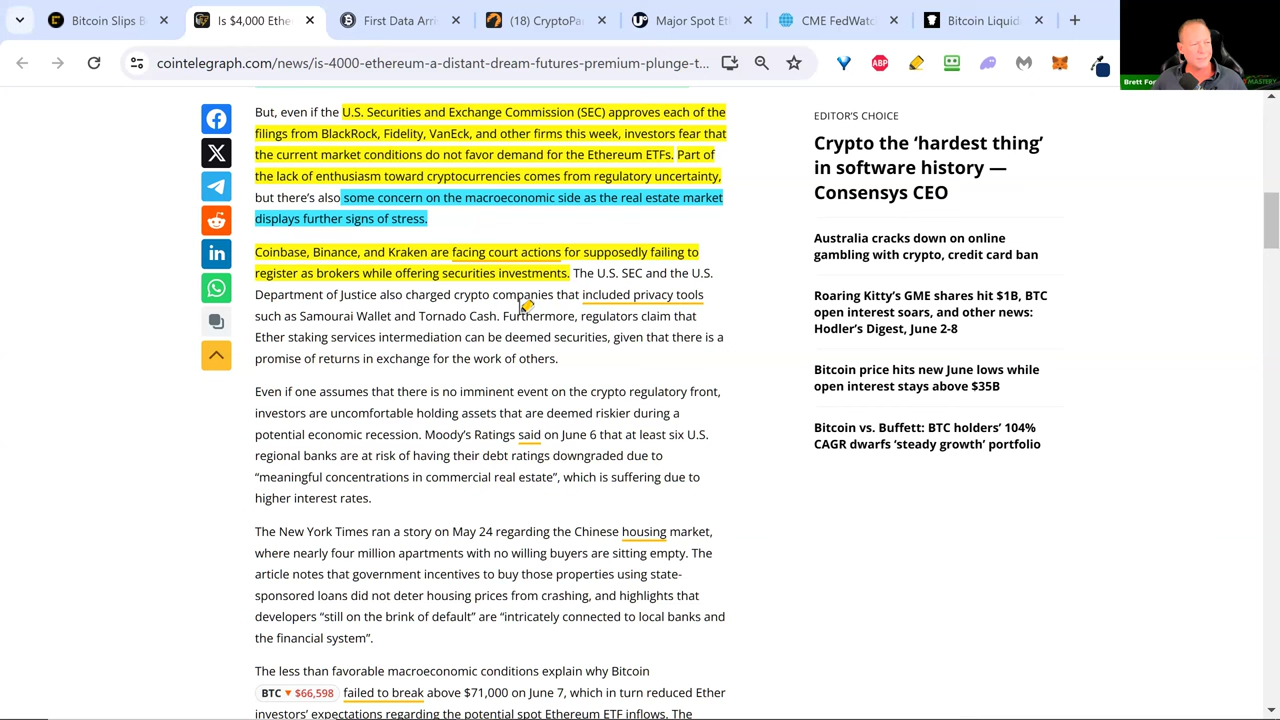 Bitcoin Slips B
Is $4,000 Ethe
First Data Arri
(18) CryptoPa
Major Spot Et
CME FedWatc
Bitcoin Liquid
cointelegraph.com/news/is-4000-ethereum-a-distant-dream-futures-premium-plunge-t...
ABP
Brett For
MASTERY
But, even if the U.S. Securities and Exchange Commission (SEC) approves each of the
filings from BlackRock, Fidelity, VanEck, and other firms this week, investors fear that
the current market conditions do not favor demand for the Ethereum ETFs. Part of
the lack of enthusiasm toward cryptocurrencies comes from regulatory uncertainty,
but there's also some concern on the macroeconomic side as the real estate market
displays further signs of stress.
Coinbase, Binance, and Kraken are facing court actions for supposedly failing to
register as brokers while offering securities investments. The U.S. SEC and the U.S.
Department of Justice also charged crypto companies that included privacy tools
such as Samourai Wallet and Tornado Cash. Furthermore, regulators claim that
Ether staking services intermediation can be deemed securities, given that there is a
promise of returns in exchange for the work of others.
Even if one assumes that there is no imminent event on the crypto regulatory front,
investors are uncomfortable holding assets that are deemed riskier during a
potential economic recession. Moody's Ratings said on June 6 that at least six U.S.
regional banks are at risk of having their debt ratings downgraded due to
“meaningful concentrations in commercial real estate”, which is suffering due to
higher interest rates.
The New York Times ran a story on May 24 regarding the Chinese housing market,
where nearly four million apartments with no willing buyers are sitting empty. The
article notes that government incentives to buy those properties using state-
sponsored loans did not deter housing prices from crashing, and highlights that
developers “still on the brink of default” are “intricately connected to local banks and
the financial system”.
The less than favorable macroeconomic conditions explain why Bitcoin
BTC ▼ $66,598 failed to break above $71,000 on June 7, which in turn reduced Ether
investors' expectations regarding the potential spot Ethereum ETF inflows. The
EDITOR'S CHOICE
Crypto the ‘hardest thing’
in software history —
Consensys CEO
Australia cracks down on online
gambling with crypto, credit card ban
Roaring Kitty's GME shares hit $1B, BTC
open interest soars, and other news:
Hodler's Digest, June 2-8
Bitcoin price hits new June lows while
open interest stays above $35B
Bitcoin vs. Buffett: BTC holders' 104%
CAGR dwarfs ‘steady growth’ portfolio